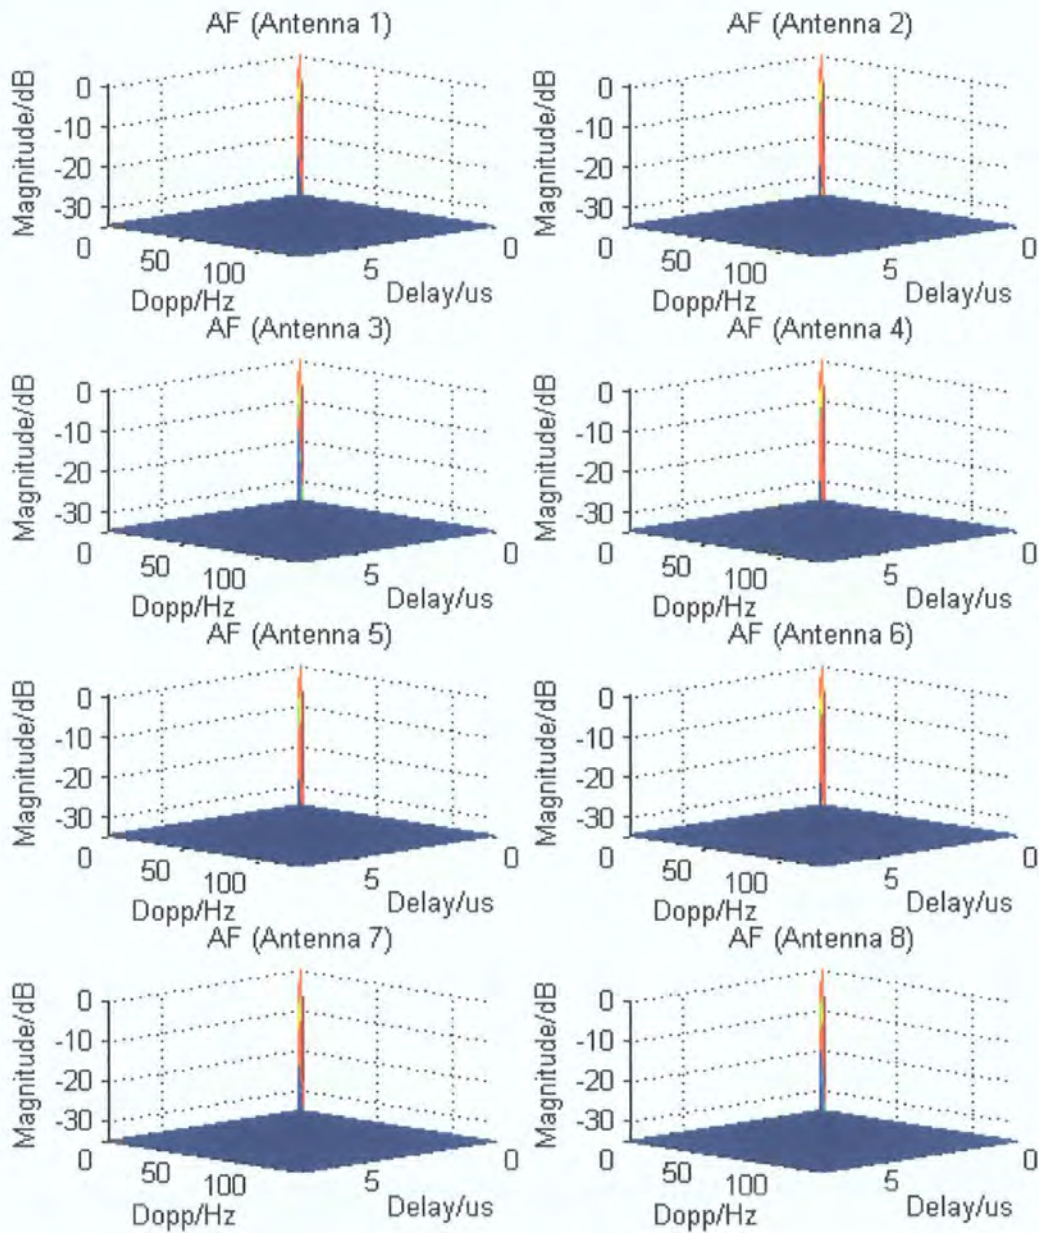 AF (Antenna 1)
Magnitude/dB
0
-10
-20
-30
0
50
100
Dopp/Hz
5
0
Delay/us
AF (Antenna 2)
Magnitude/dB
0
-10
-20
-30
0
50
100
Dopp/Hz
5
0
Delay/us
AF (Antenna 3)
Magnitude/dB
0
-10
-20
-30
0
50
100
Dopp/Hz
5
0
Delay/us
AF (Antenna 4)
Magnitude/dB
0
-10
-20
-30
0
50
100
Dopp/Hz
5
0
Delay/us
AF (Antenna 5)
Magnitude/dB
0
-10
-20
-30
0
50
100
Dopp/Hz
5
0
Delay/us
AF (Antenna 6)
Magnitude/dB
0
-10
-20
-30
0
50
100
Dopp/Hz
5
0
Delay/us
AF (Antenna 7)
Magnitude/dB
0
-10
-20
-30
0
50
100
Dopp/Hz
5
0
Delay/us
AF (Antenna 8)
Magnitude/dB
0
-10
-20
-30
0
50
100
Dopp/Hz
5
0
Delay/us